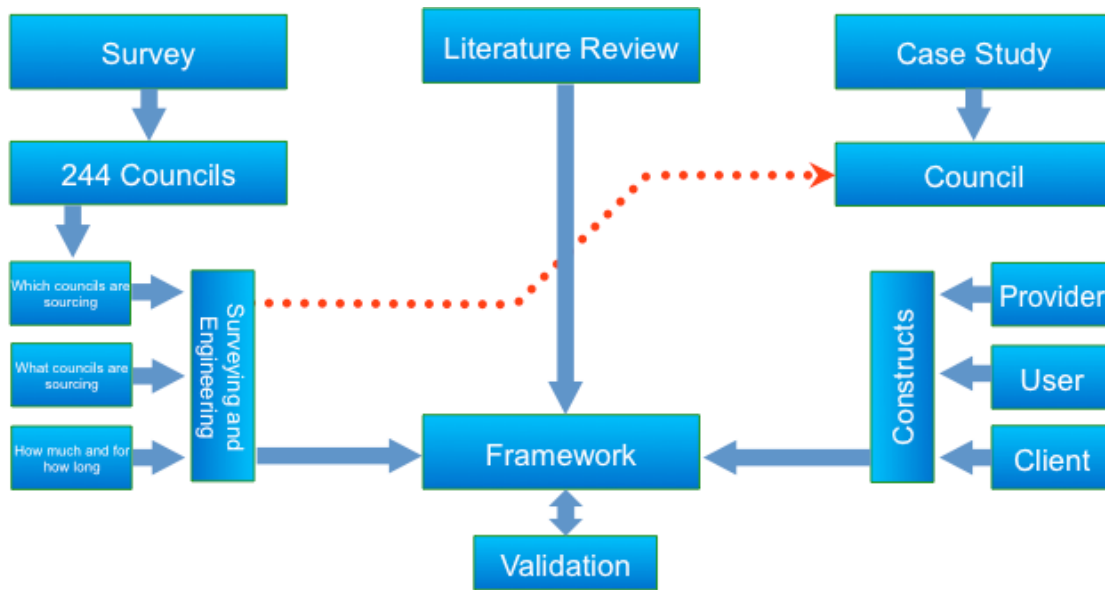 Survey
Literature Review
Case Study
244 Councils
Council
Which councils are
sourcing
What councils are
sourcing
How much and for
how long
Surveying and
Engineering
Constructs
Provider
User
Client
Framework
Validation